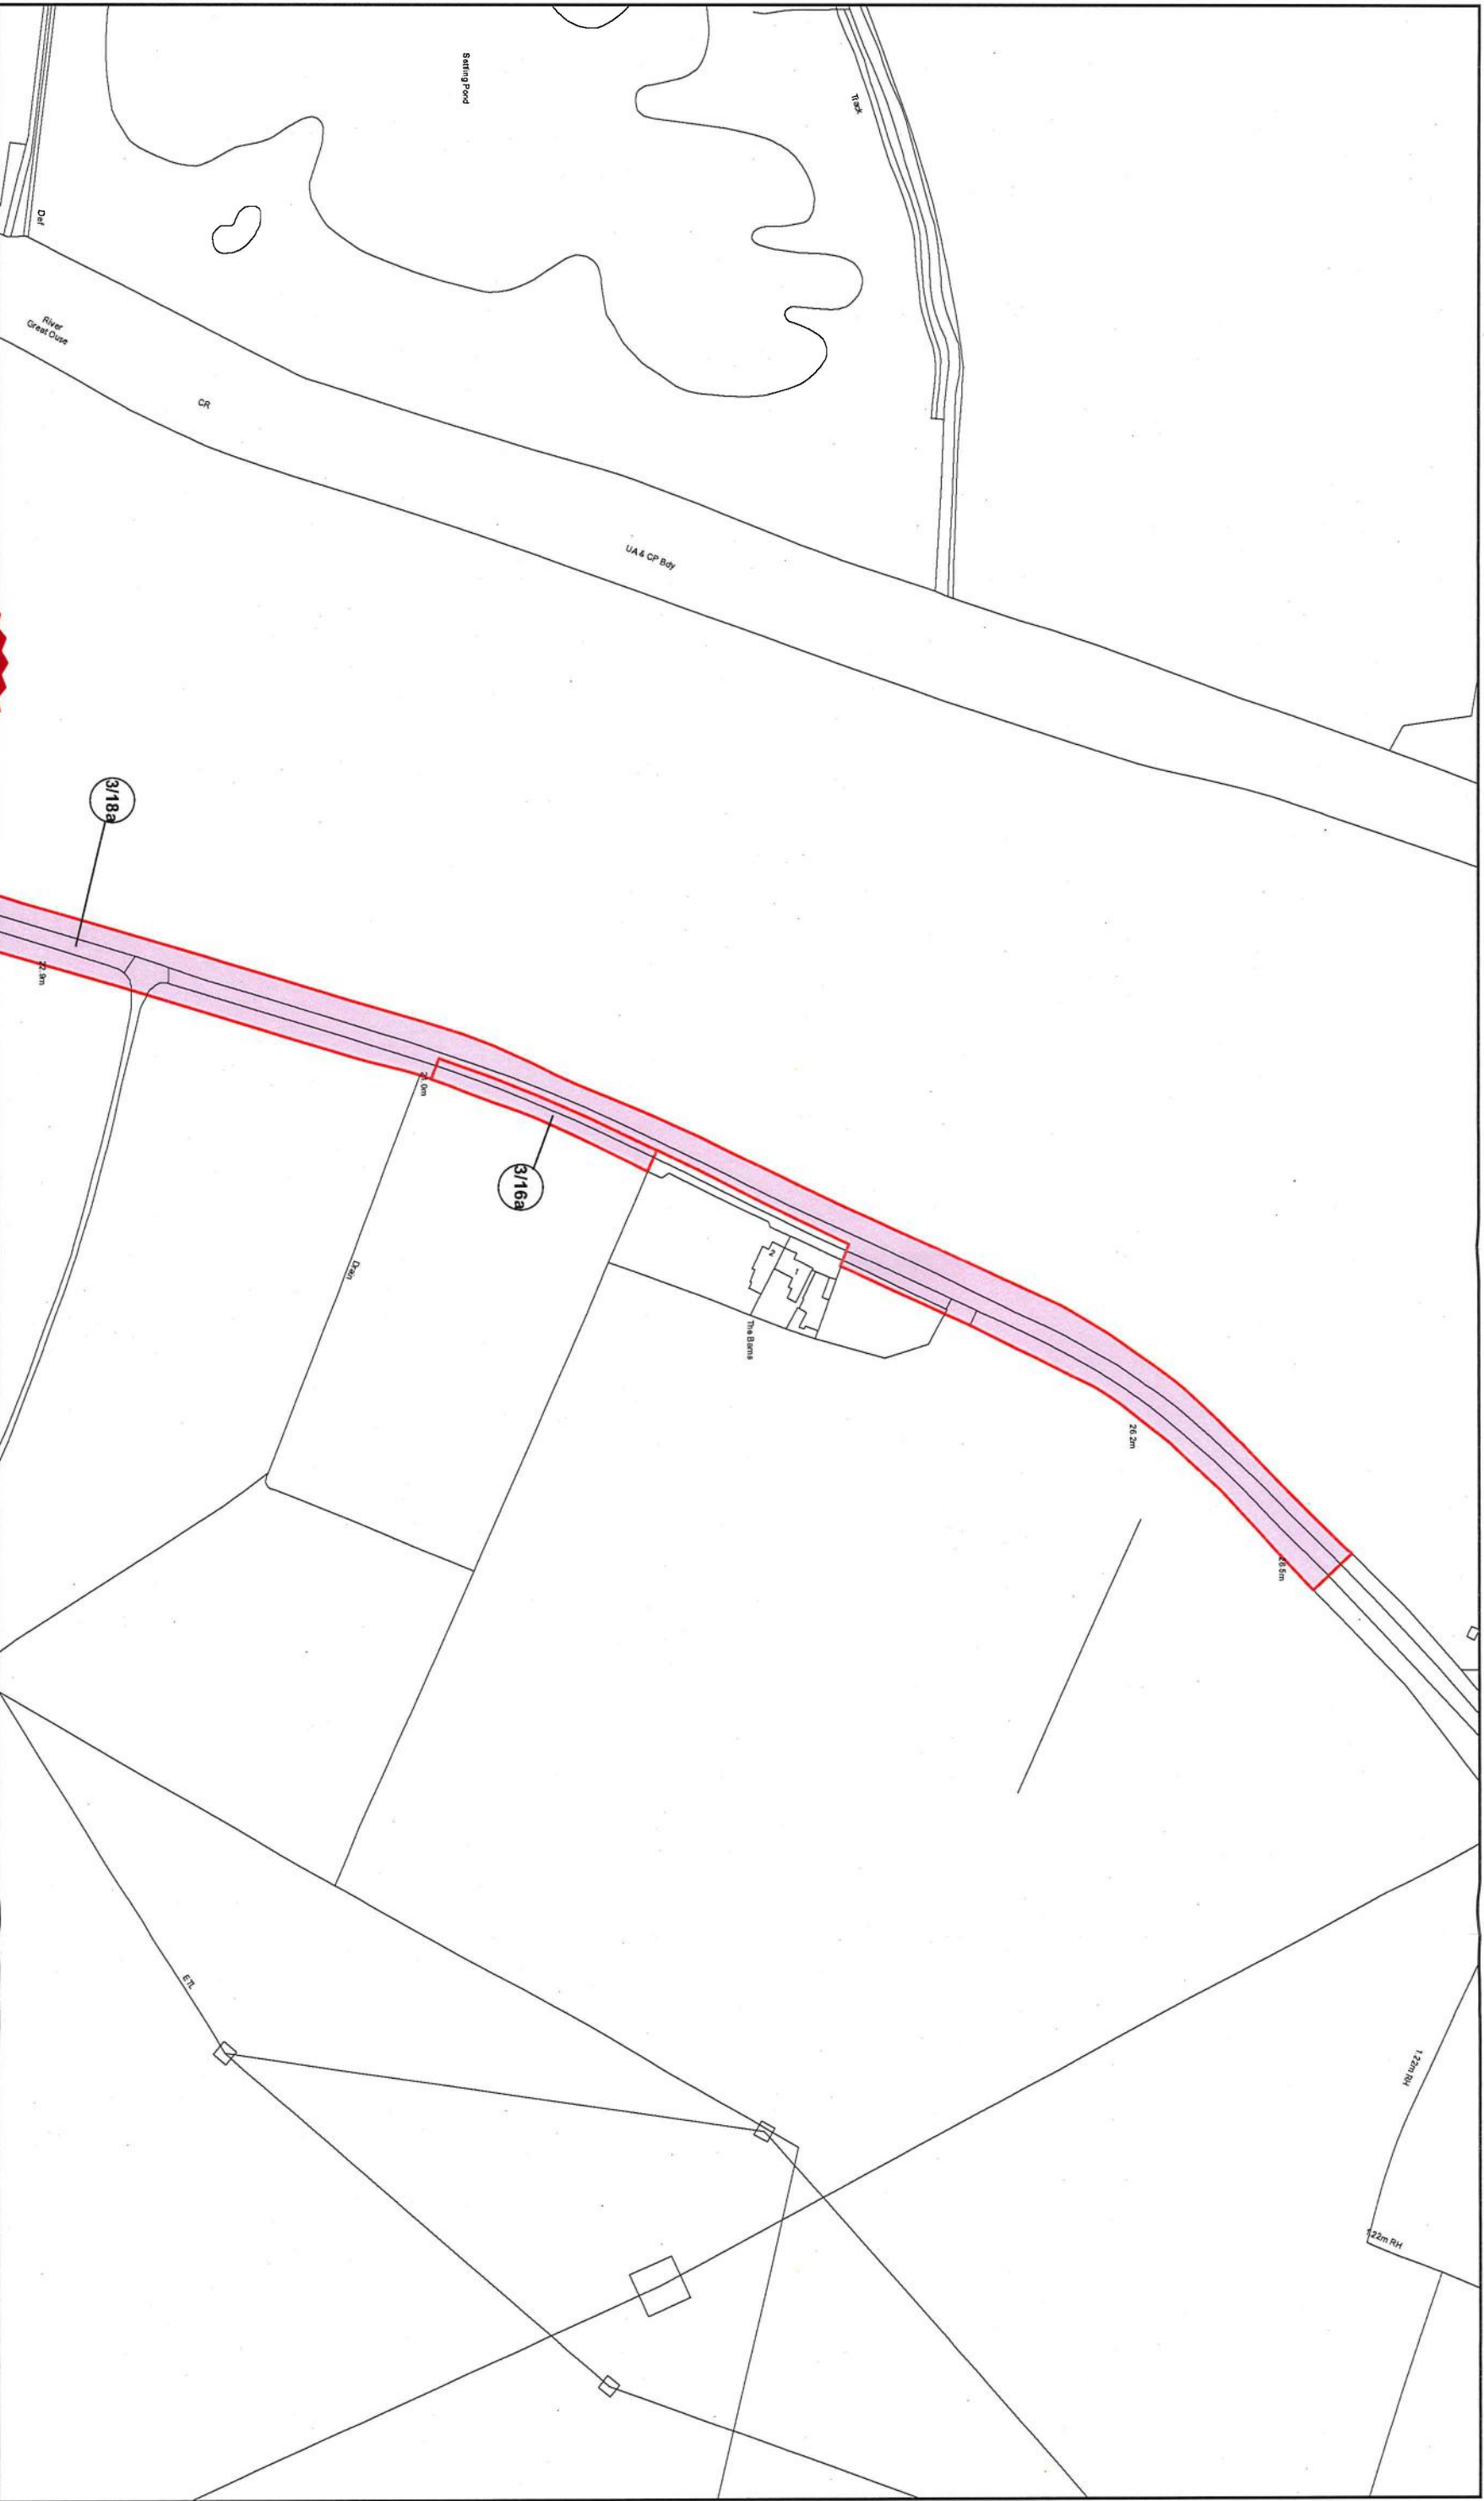 Settling Pond
Track
Def
River
Great Ouse
CR
UA & CP Bdy
3/18a
22.9m
3/16a
Drain
2
1
The Barns
26.2m
26.5m
ETL
1.22m RH
1.22m RH